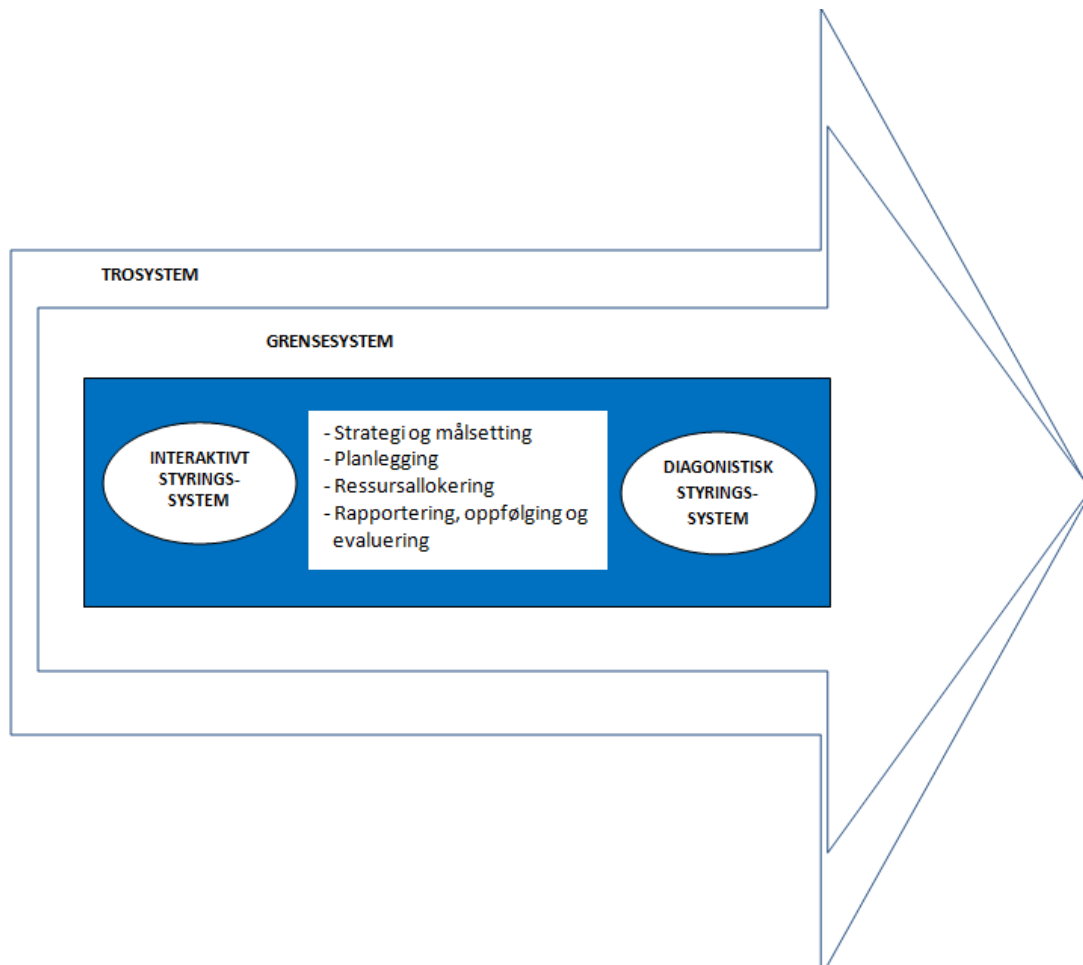 TROSYSTEM
GRENSESYSTEM
INTERAKTIVT
STYRINGS-
SYSTEM
- Strategi og målsetting
- Planlegging
- Ressursallokering
- Rapportering, oppfølging og
evaluering
DIAGONISTISK
STYRINGS-
SYSTEM